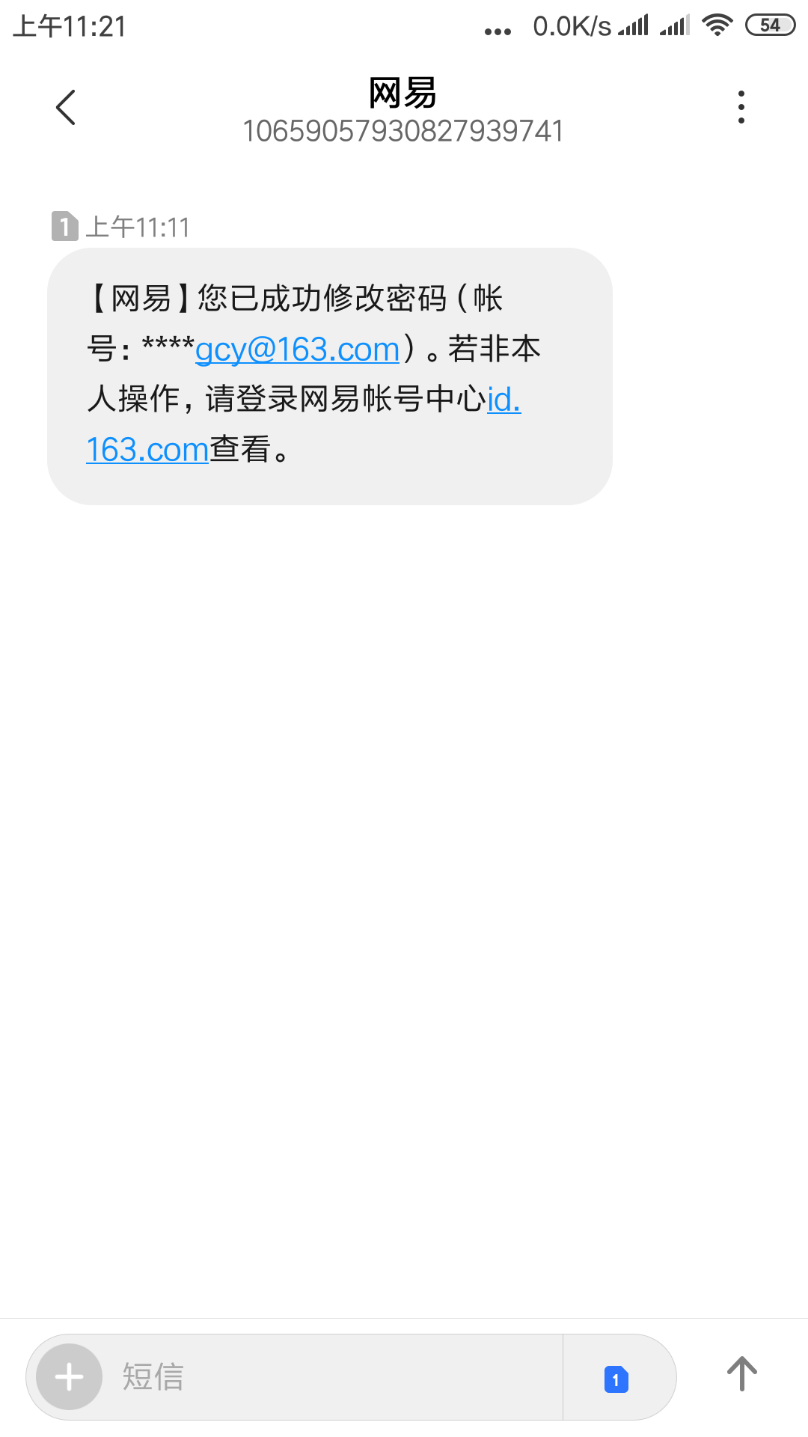 上午11:21
... 0.0K/s 54
网易
10659057930827939741
1 上午11:11
【网易】您已成功修改密码（帐
号：****gcy@163.com）。若非本
人操作，请登录网易帐号中心id.
163.com查看。
短信
1